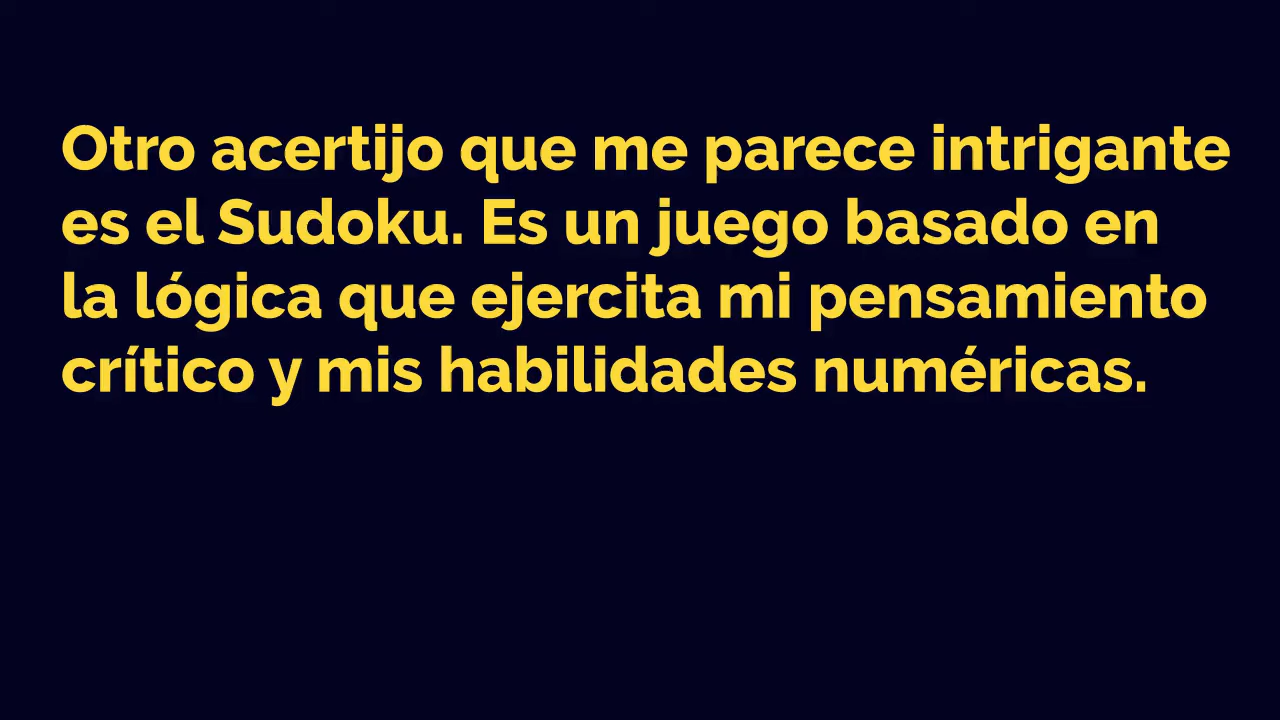 Otro acertijo que me parece intrigante
es el Sudoku. Es un juego basado en
la lógica que ejercita mi pensamiento
crítico y mis habilidades numéricas.